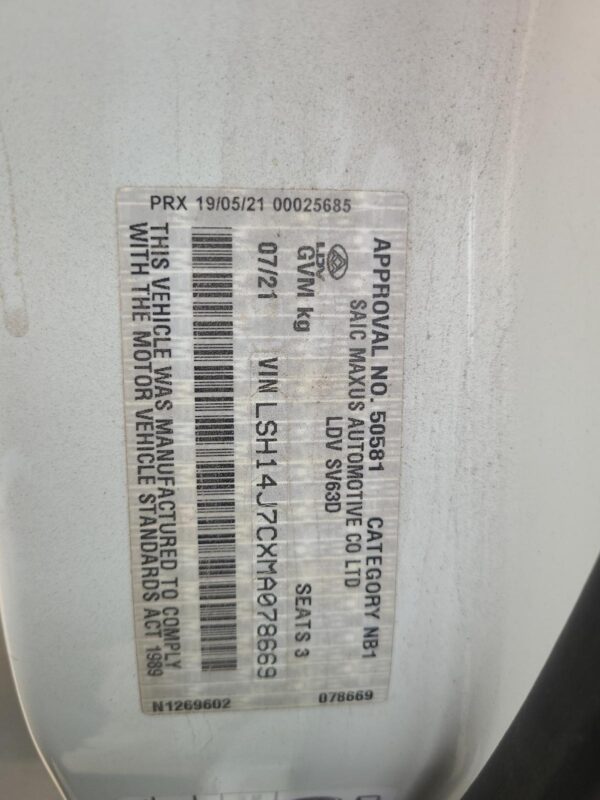 PRX 19/05/21 00025685
APPROVAL NO. 50581 CATEGORY NB1
SAIC MAXUS AUTOMOTIVE CO LTD
LDV SV63D
LDV
GVM kg SEATS 3
07/21 VIN LSH14J7CXMA078669
THIS VEHICLE WAS MANUFACTURED TO COMPLY
WITH THE MOTOR VEHICLE STANDARDS ACT 1989
N1269602 078669